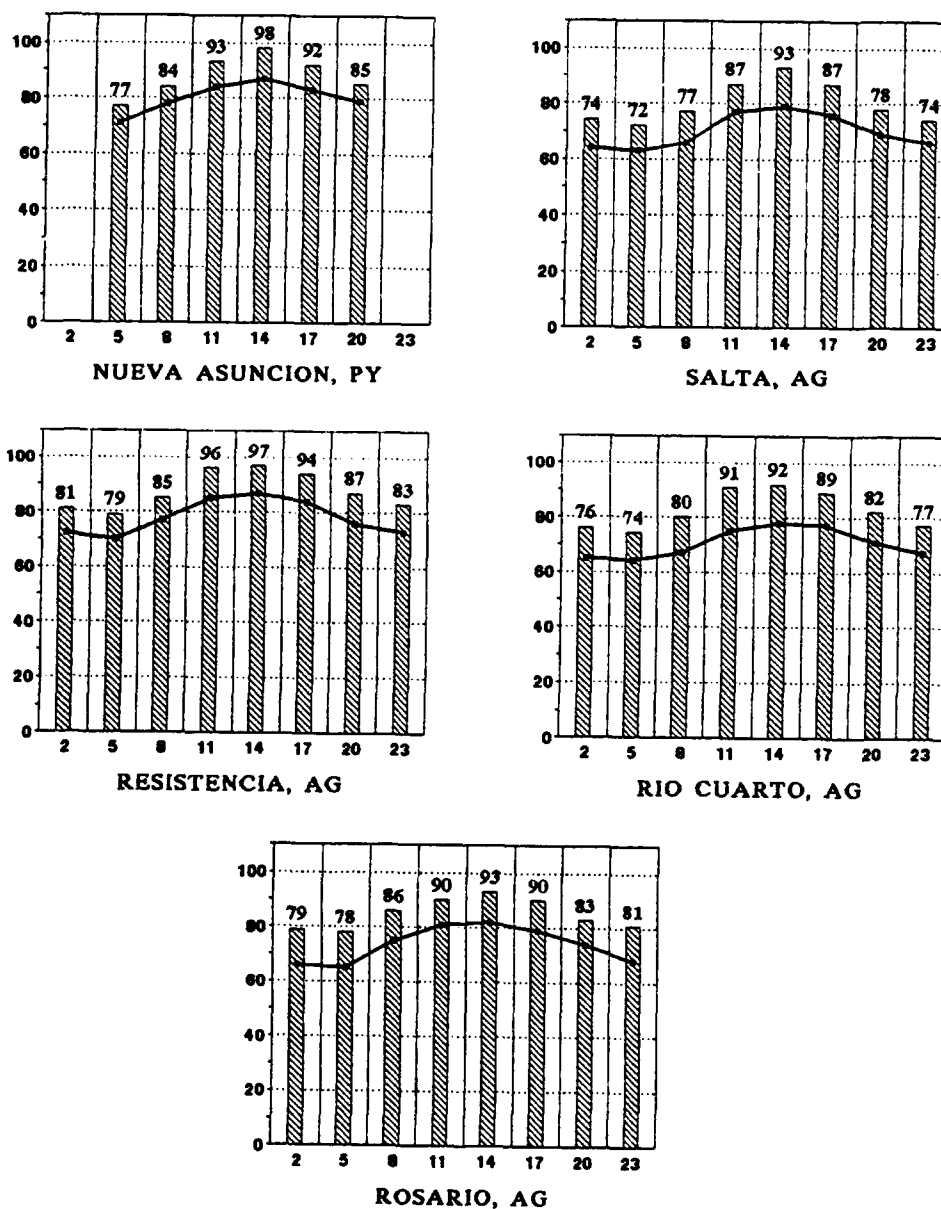 98
93
92
84
85
77
100
80
60
40
20
0
2 5 8 11 14 17 20 23
NUEVA ASUNCION, PY
93
87
87
74 72 77
78 74
100
80
60
40
20
0
2 5 8 11 14 17 20 23
SALTA, AG
96 97 94
81 79 85
87 83
100
80
60
40
20
0
2 5 8 11 14 17 20 23
RESISTENCIA, AG
91 92 89
76 74 80
82 77
100
80
60
40
20
0
2 5 8 11 14 17 20 23
RIO CUARTO, AG
90 93 90
79 78 86
83 81
100
80
60
40
20
0
2 5 8 11 14 17 20 23
ROSARIO, AG